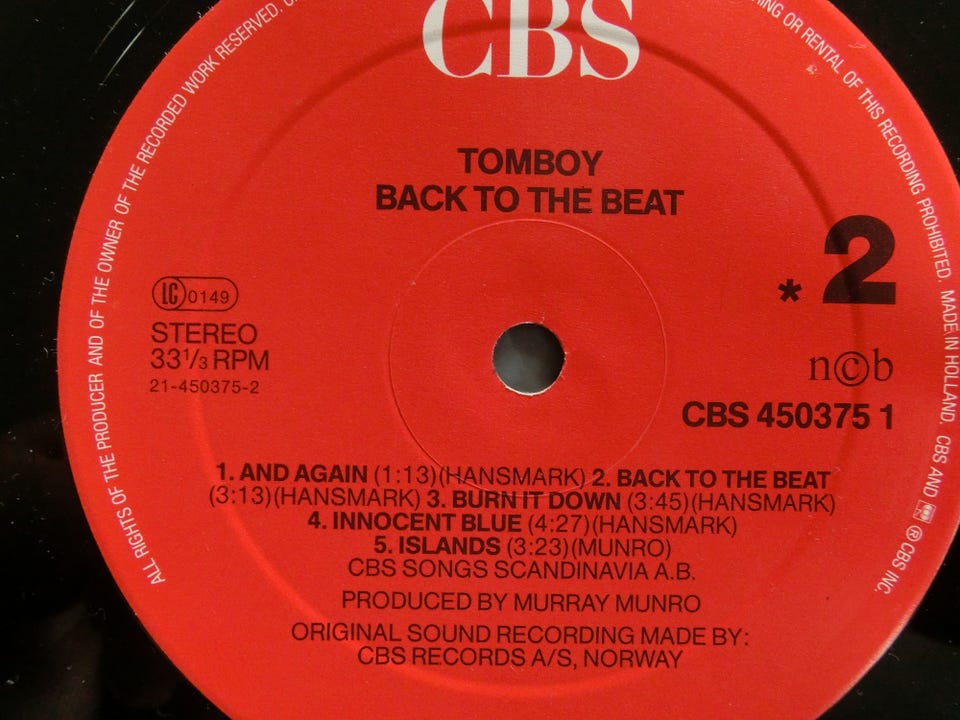 CBS
TOMBOY
BACK TO THE BEAT
* 2
LC 0149
STEREO
33 1/3 RPM
21-450375-2
n©b
CBS 450375 1
1. AND AGAIN (1:13)(HANSMARK) 2. BACK TO THE BEAT
(3:13)(HANSMARK) 3. BURN IT DOWN (3:45)(HANSMARK)
4. INNOCENT BLUE (4:27)(HANSMARK)
5. ISLANDS (3:23)(MUNRO)
CBS SONGS SCANDINAVIA A.B.
PRODUCED BY MURRAY MUNRO
ORIGINAL SOUND RECORDING MADE BY:
CBS RECORDS A/S, NORWAY
ALL RIGHTS OF THE PRODUCER AND OF THE OWNER OF THE RECORDED WORK RESERVED.
OR RENTAL OF THIS RECORDING PROHIBITED. MADE IN HOLLAND. CBS AND ® CBS INC.